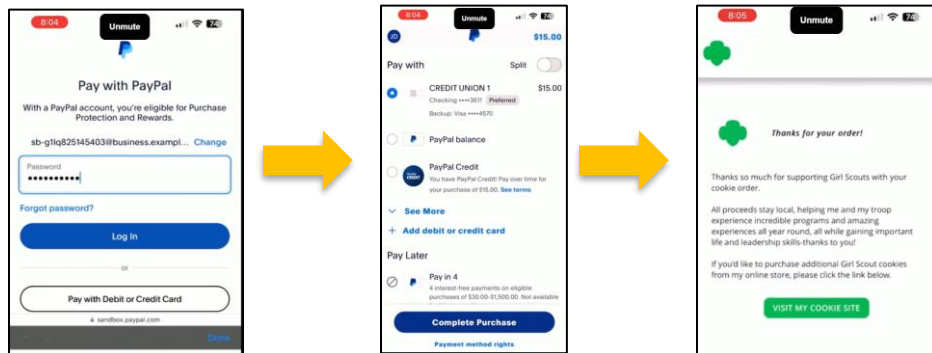 8:04
Unmute
74
Pay with PayPal
With a PayPal account, you're eligible for Purchase
Protection and Rewards.
sb-g1lq825145403@business.exampl... Change
Password
Forgot password?
Log In
or
Pay with Debit or Credit Card
sandbox.paypal.com
Done
8:04
Unmute
74
JD
$15.00
Pay with
Split
CREDIT UNION 1
$15.00
Checking ••••3611 Preferred
Backup: Visa ••••4570
PayPal balance
PayPal Credit
You have PayPal Credit! Pay over time for
your purchase of $15.00. See terms
See More
+ Add debit or credit card
Pay Later
Pay in 4
4 interest-free payments on eligible
purchases of $30.00-$1,500.00. Not available
Complete Purchase
Payment method rights
8:05
Unmute
74
Thanks for your order!
Thanks so much for supporting Girl Scouts with your
cookie order.
All proceeds stay local, helping me and my troop
experience incredible programs and amazing
experiences all year round, all while gaining important
life and leadership skills-thanks to you!
If you'd like to purchase additional Girl Scout cookies
from my online store, please click the link below.
VISIT MY COOKIE SITE